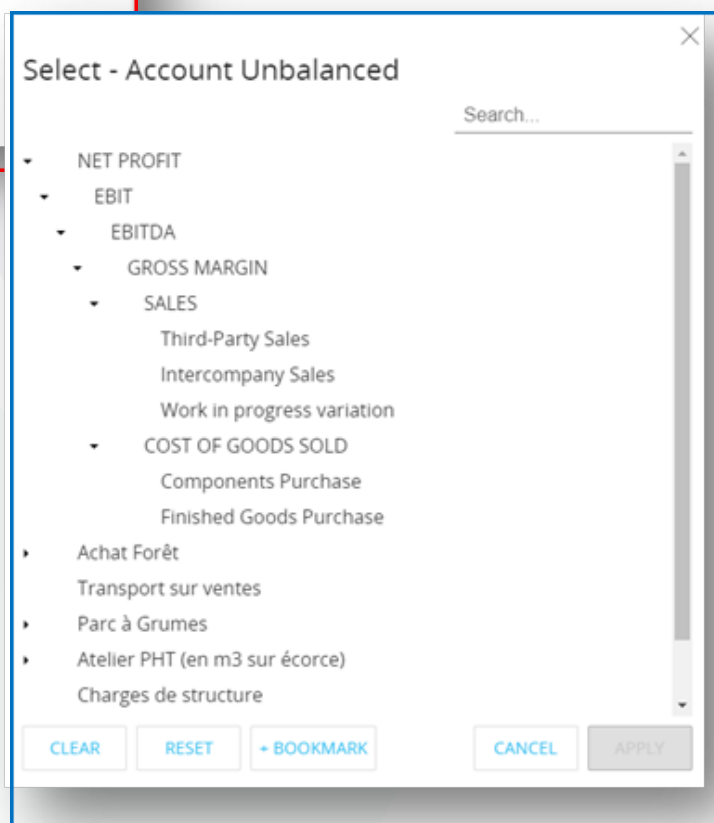 Select - Account Unbalanced
Search...
NET PROFIT
EBIT
EBITDA
GROSS MARGIN
SALES
Third-Party Sales
Intercompany Sales
Work in progress variation
COST OF GOODS SOLD
Components Purchase
Finished Goods Purchase
Achat Forêt
Transport sur ventes
Parc à Grumes
Atelier PHT (en m3 sur écorce)
Charges de structure
CLEAR RESET + BOOKMARK CANCEL APPLY